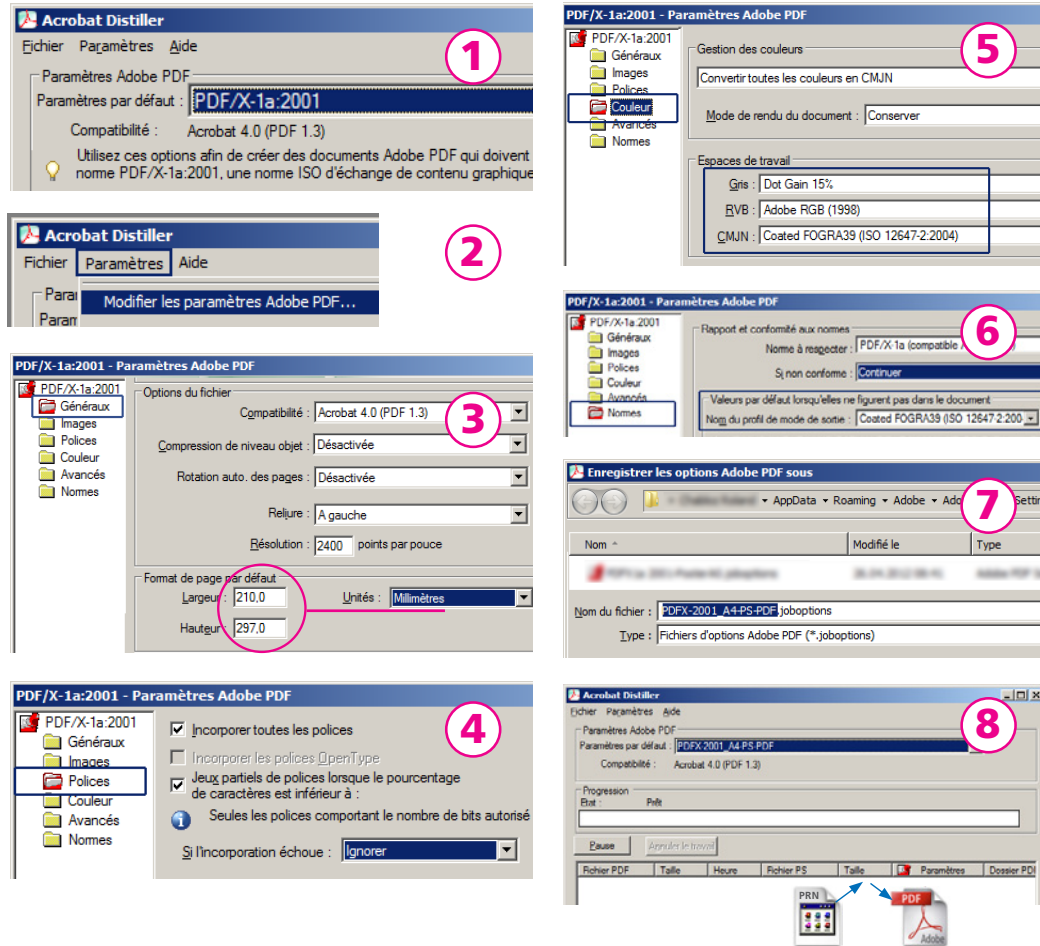 Acrobat Distiller
Fichier Paramètres Aide
1
Paramètres Adobe PDF
Paramètres par défaut : PDF/X-1a:2001
Compatibilité : Acrobat 4.0 (PDF 1.3)
Utilisez ces options afin de créer des documents Adobe PDF qui doivent
norme PDF/X-1a:2001, une norme ISO d'échange de contenu graphique
Acrobat Distiller
Fichier Paramètres Aide
2
Modifier les paramètres Adobe PDF...
PDF/X-1a:2001 - Paramètres Adobe PDF
PDF/X-1a:2001
Généraux
Images
Polices
Couleur
Avancés
Normes
3
Options du fichier
Compatibilité : Acrobat 4.0 (PDF 1.3)
Compression de niveau objet : Désactivée
Rotation auto. des pages : Désactivée
Reliure : A gauche
Résolution : 2400 points par pouce
Format de page par défaut
Largeur : 210,0 Unités : Millimètres
Hauteur : 297,0
PDF/X-1a:2001 - Paramètres Adobe PDF
PDF/X-1a:2001
Généraux
Images
Polices
Couleur
Avancés
Normes
4
Incorporer toutes les polices
Incorporer les polices OpenType
Jeux partiels de polices lorsque le pourcentage
de caractères est inférieur à :
Seules les polices comportant le nombre de bits autorisé
Si l'incorporation échoue : Ignorer
PDF/X-1a:2001 - Paramètres Adobe PDF
PDF/X-1a:2001
Généraux
Images
Polices
Couleur
Avancés
Normes
5
Gestion des couleurs
Convertir toutes les couleurs en CMJN
Mode de rendu du document : Conserver
Espaces de travail
Gris : Dot Gain 15%
RVB : Adobe RGB (1998)
CMJN : Coated FOGRA39 (ISO 12647-2:2004)
PDF/X-1a:2001 - Paramètres Adobe PDF
PDF/X-1a:2001
Généraux
Images
Polices
Couleur
Avancés
Normes
6
Rapport et conformité aux normes
Norme à respecter : PDF/X-1a (compatible
Si non conforme : Continuer
Valeurs par défaut lorsqu'elles ne figurent pas dans le document
Nom du profil de mode de sortie : Coated FOGRA39 (ISO 12647-2:200
Enregistrer les options Adobe PDF sous
AppData Roaming Adobe
7
Nom Modifié le Type
Nom du fichier : PDFX-2001_A4-PS-PDF.joboptions
Type : Fichiers d'options Adobe PDF (*.joboptions)
Acrobat Distiller
Fichier Paramètres Aide
8
Paramètres Adobe PDF
Paramètres par défaut : PDFX-2001_A4-PS-PDF
Compatibilité : Acrobat 4.0 (PDF 1.3)
Progression
Etat : Prêt
Pause Annuler le travail
Fichier PDF Taille Heure Fichier PS Taille Paramètres Dossier PDF
PRN
PDF
Adobe